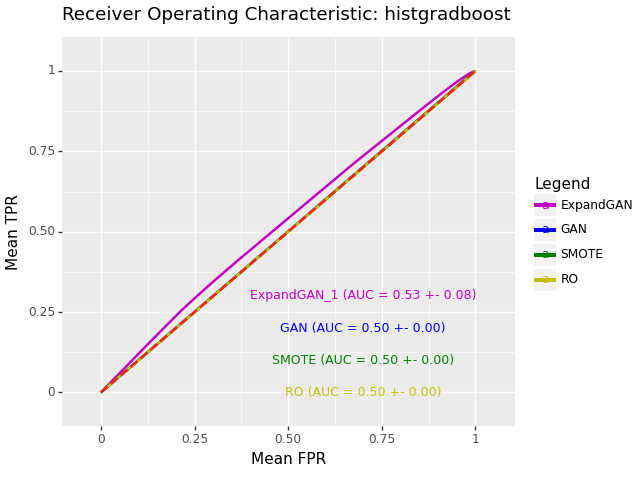 Receiver Operating Characteristic: histgradboost
Mean TPR
1
0.75
0.50
0.25
0
ExpandGAN_1 (AUC = 0.53 +- 0.08)
GAN (AUC = 0.50 +- 0.00)
SMOTE (AUC = 0.50 +- 0.00)
RO (AUC = 0.50 +- 0.00)
0 0.25 0.50 0.75 1
Mean FPR
Legend
a ExpandGAN
a GAN
a SMOTE
a RO